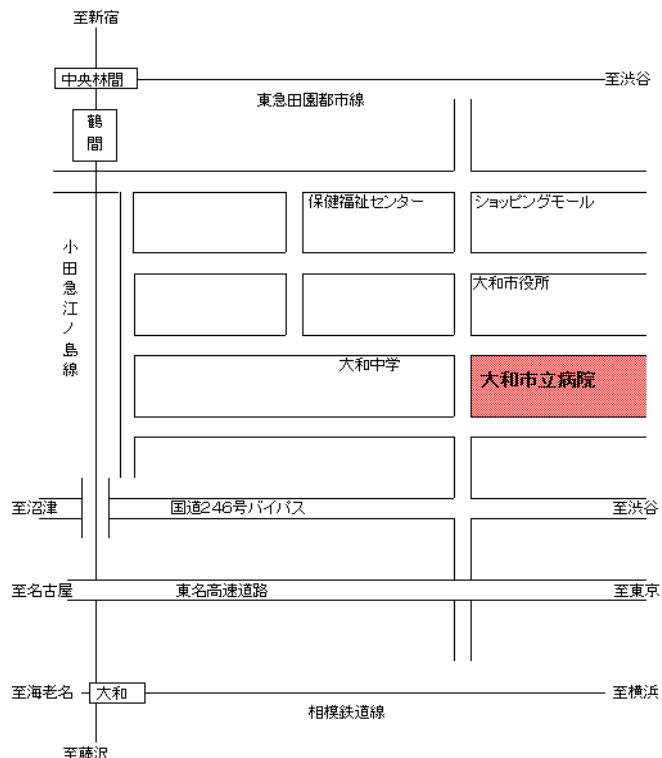 至新宿
中央林間
至渋谷
東急田園都市線
鶴間
保健福祉センター
ショッピングモール
小田急江ノ島線
大和市役所
大和中学
大和市立病院
至沼津
国道246号バイパス
至渋谷
至名古屋
東名高速道路
至東京
至海老名
大和
至横浜
相模鉄道線
至藤沢